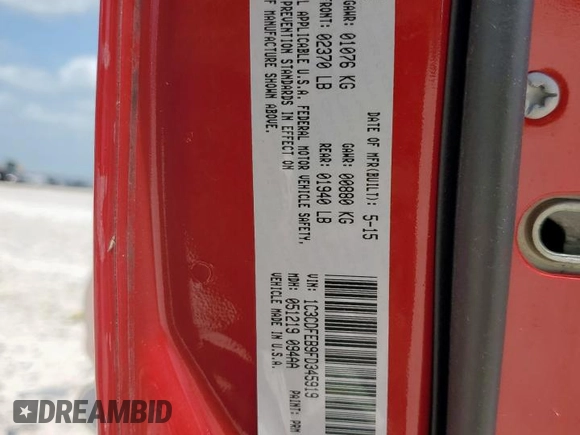 DATE OF MFR(BUILT): 5-15
GAWR: 01076 KG GAWR: 00880 KG
FRONT: 02370 LB REAR: 01940 LB
L APPLICABLE U.S.A. FEDERAL MOTOR VEHICLE SAFETY,
PREVENTION STANDARDS IN EFFECT ON
OF MANUFACTURE SHOWN ABOVE.
VIN: 1C3CDFEB9FD345919
MDH: 051219 094AA PAINT: PRM
VEHICLE MADE IN U.S.A.
DREAMBID